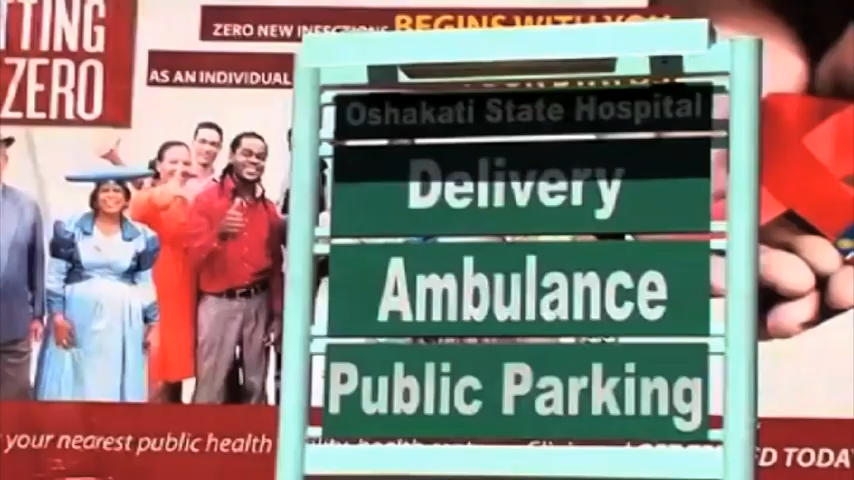 TTING
ZERO
ZERO NEW INFECTIONS BEGINS WITH YOU
AS AN INDIVIDUAL
Oshakati State Hospital
Delivery
Ambulance
Public Parking
your nearest public health
D TODAY